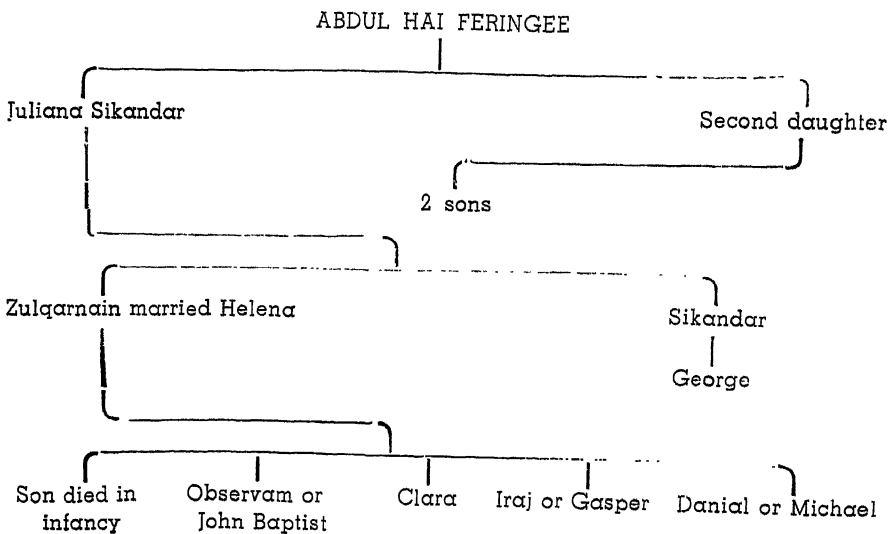 ABDUL HAI FERINGEE
Juliana Sikandar
Second daughter
2 sons
Zulqarnain married Helena
Sikandar
George
Son died in
infancy
Observam or
John Baptist
Clara
Iraj or Gasper
Danial or Michael